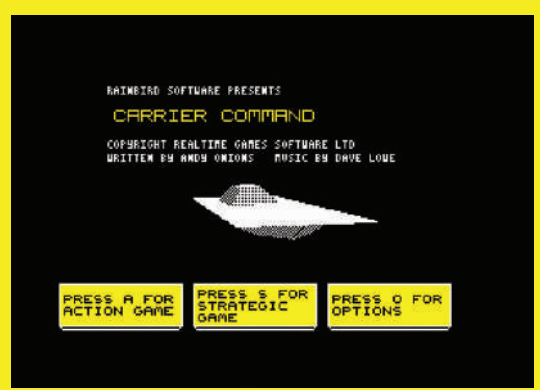 RAINBIRD SOFTWARE PRESENTS
CARRIER COMMAND
COPYRIGHT REALTIME GAMES SOFTWARE LTD
WRITTEN BY ANDY ONIONS MUSIC BY DAVE LOWE
PRESS A FOR
ACTION GAME
PRESS S FOR
STRATEGIC
GAME
PRESS O FOR
OPTIONS